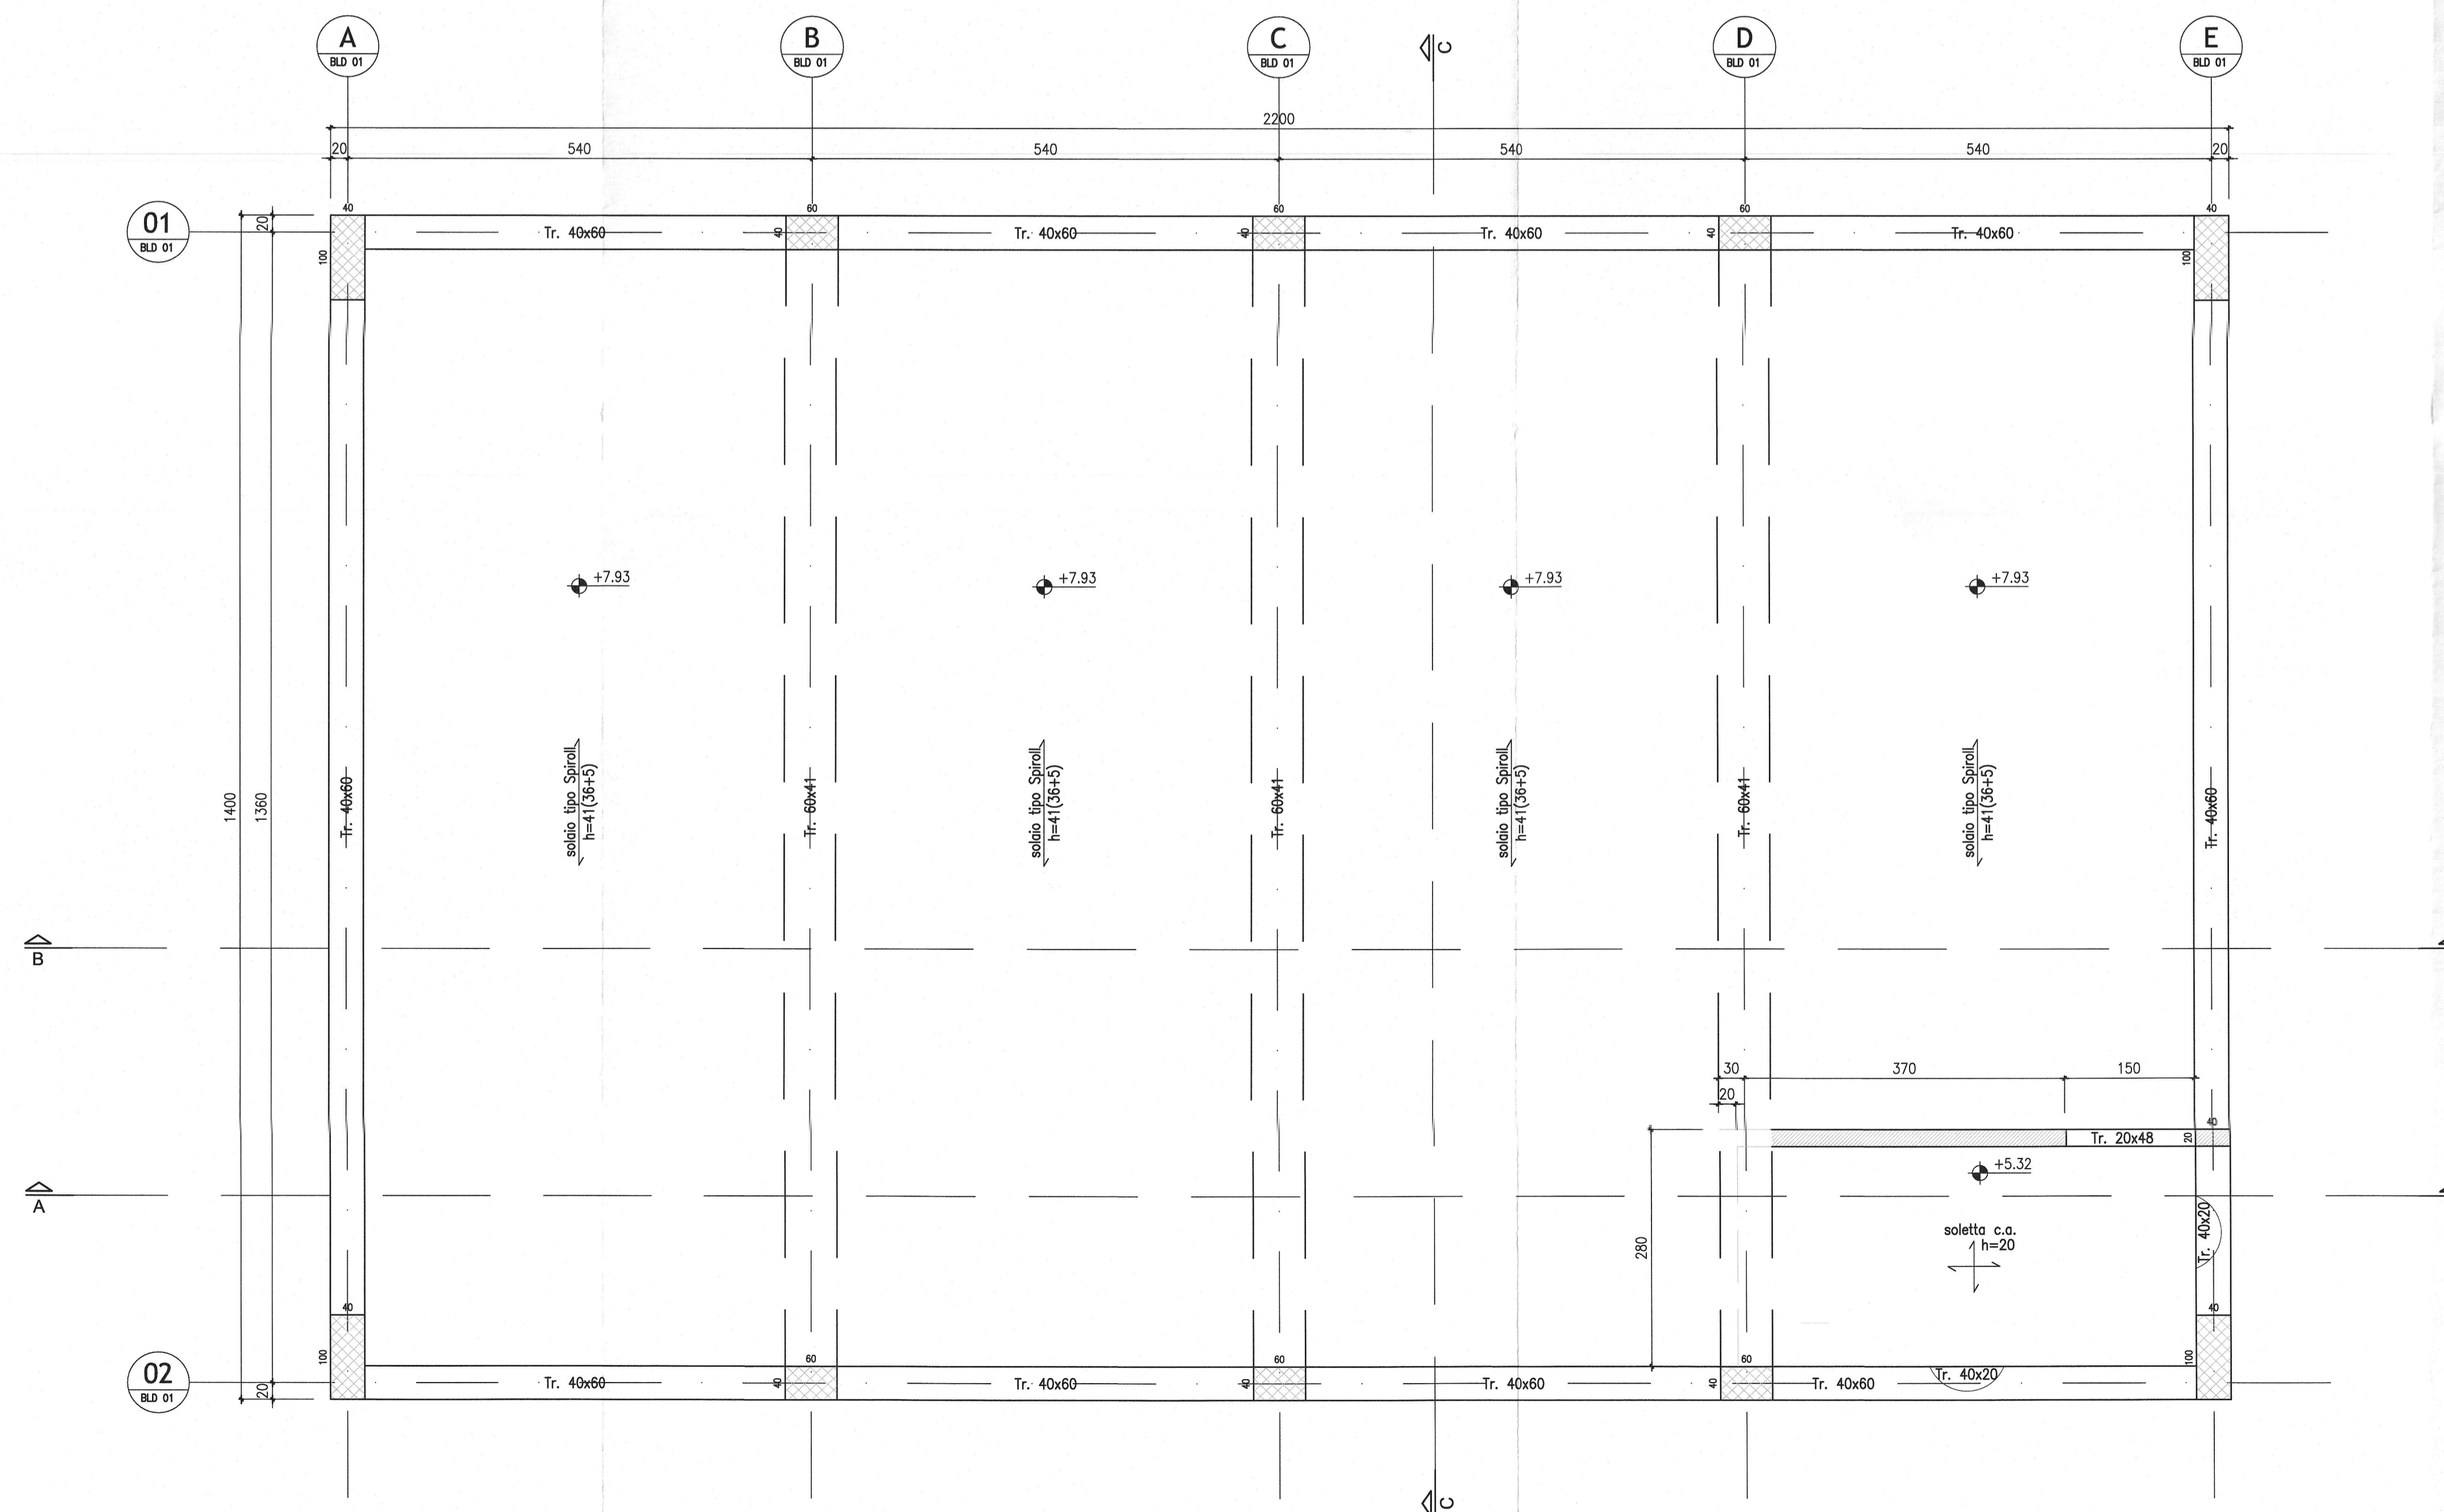 A
BLD 01
B
BLD 01
C
BLD 01
C
D
BLD 01
E
BLD 01
2200
20
540
540
540
540
20
01
BLD 01
20
40
60
60
60
40
100
Tr. 40x60
40
Tr. 40x60
40
Tr. 40x60
40
Tr. 40x60
100
+7.93
+7.93
+7.93
+7.93
1400
1360
Tr. 40x60
solaio tipo Spiroll
h=41(36+5)
Tr. 60x41
solaio tipo Spiroll
h=41(36+5)
Tr. 60x41
solaio tipo Spiroll
h=41(36+5)
Tr. 60x41
solaio tipo Spiroll
h=41(36+5)
Tr. 40x60
B
30
370
150
20
40
Tr. 20x48
20
+5.32
A
280
soletta c.a.
h=20
Tr. 40x20
40
40
100
60
60
60
100
02
BLD 01
20
Tr. 40x60
40
Tr. 40x60
40
Tr. 40x60
40
Tr. 40x60
Tr. 40x20
C